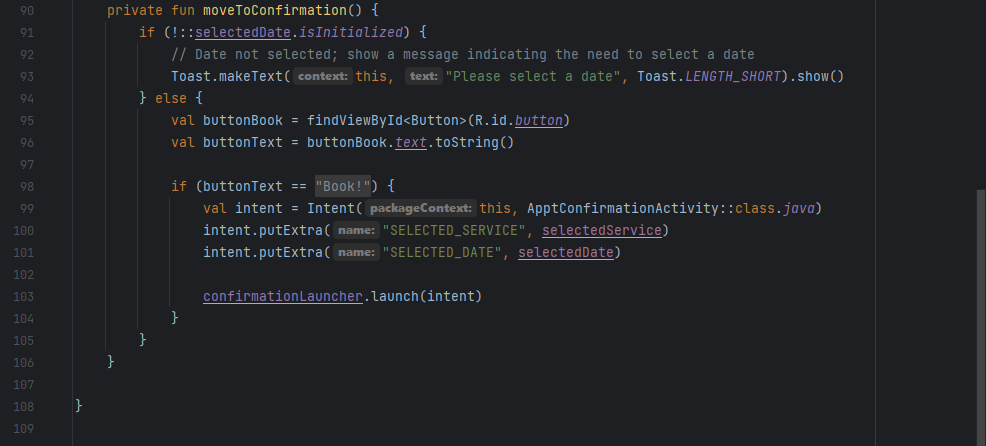 90 private fun moveToConfirmation() {
91 if (!::selectedDate.isInitialized) {
92 // Date not selected; show a message indicating the need to select a date
93 Toast.makeText( context: this, text: "Please select a date", Toast.LENGTH_SHORT).show()
94 } else {
95 val buttonBook = findViewById<Button>(R.id.button)
96 val buttonText = buttonBook.text.toString()
97
98 if (buttonText == "Book!") {
99 val intent = Intent( packageContext: this, ApptConfirmationActivity::class.java)
100 intent.putExtra( name: "SELECTED_SERVICE", selectedService)
101 intent.putExtra( name: "SELECTED_DATE", selectedDate)
102
103 confirmationLauncher.launch(intent)
104 }
105 }
106 }
107
108 }
109